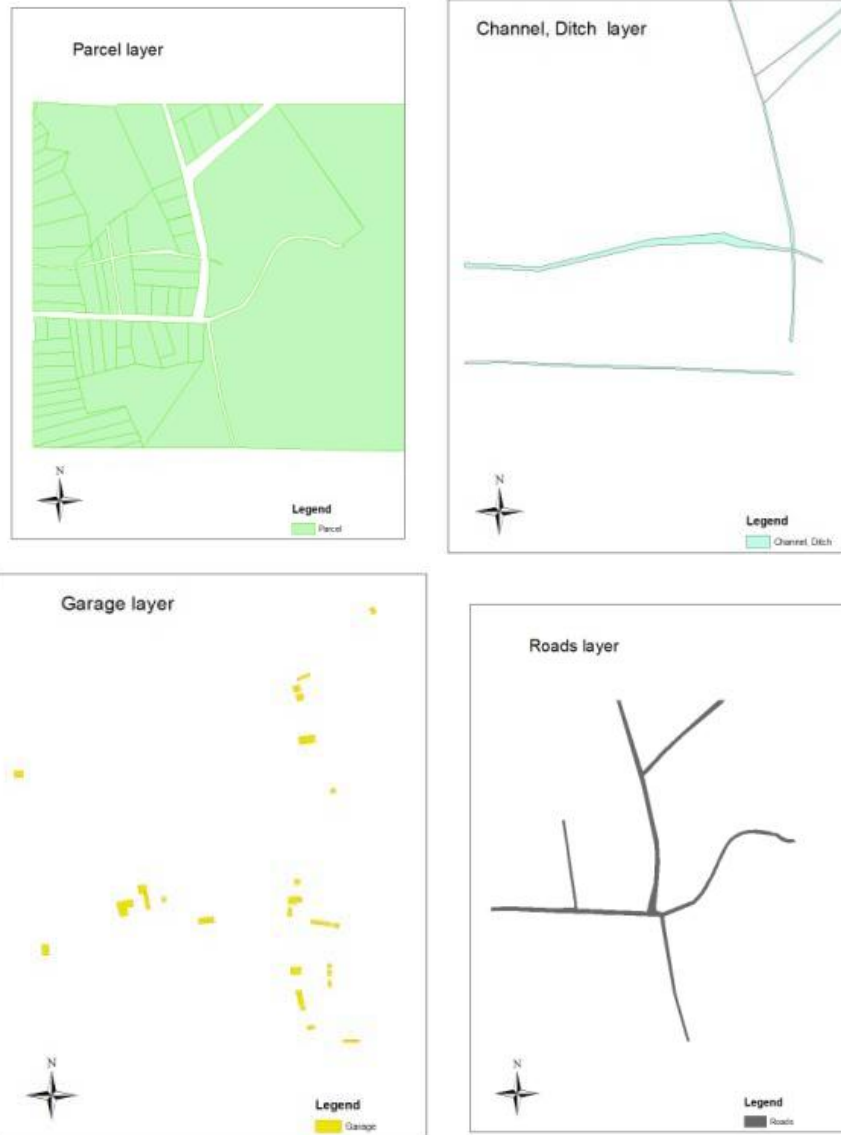 Parcel layer
N
Legend
Parcel
Channel, Ditch layer
N
Legend
Channel, Ditch
Garage layer
N
Legend
Garage
Roads layer
N
Legend
Roads